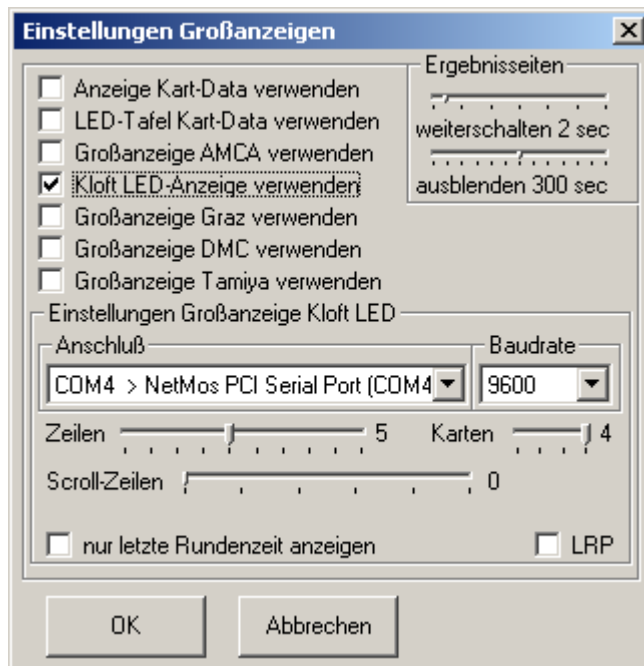 Einstellungen Großanzeigen
Anzeige Kart-Data verwenden
LED-Tafel Kart-Data verwenden
Großanzeige AMCA verwenden
Kloft LED-Anzeige verwenden
Großanzeige Graz verwenden
Großanzeige DMC verwenden
Großanzeige Tamiya verwenden
Ergebnisseiten
weiterschalten 2 sec
ausblenden 300 sec
Einstellungen Großanzeige Kloft LED
Anschluß
COM4 > NetMos PCI Serial Port (COM4
Baudrate
9600
Zeilen 5
Karten 4
Scroll-Zeilen 0
nur letzte Rundenzeit anzeigen
LRP
OK
Abbrechen